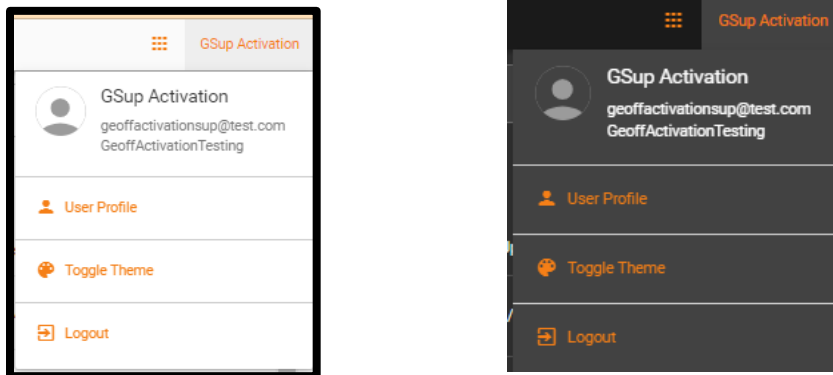 GSup Activation
GSup Activation
geoffactivationsup@test.com
GeoffActivationTesting
User Profile
Toggle Theme
Logout
GSup Activation
GSup Activation
geoffactivationsup@test.com
GeoffActivationTesting
User Profile
Toggle Theme
Logout